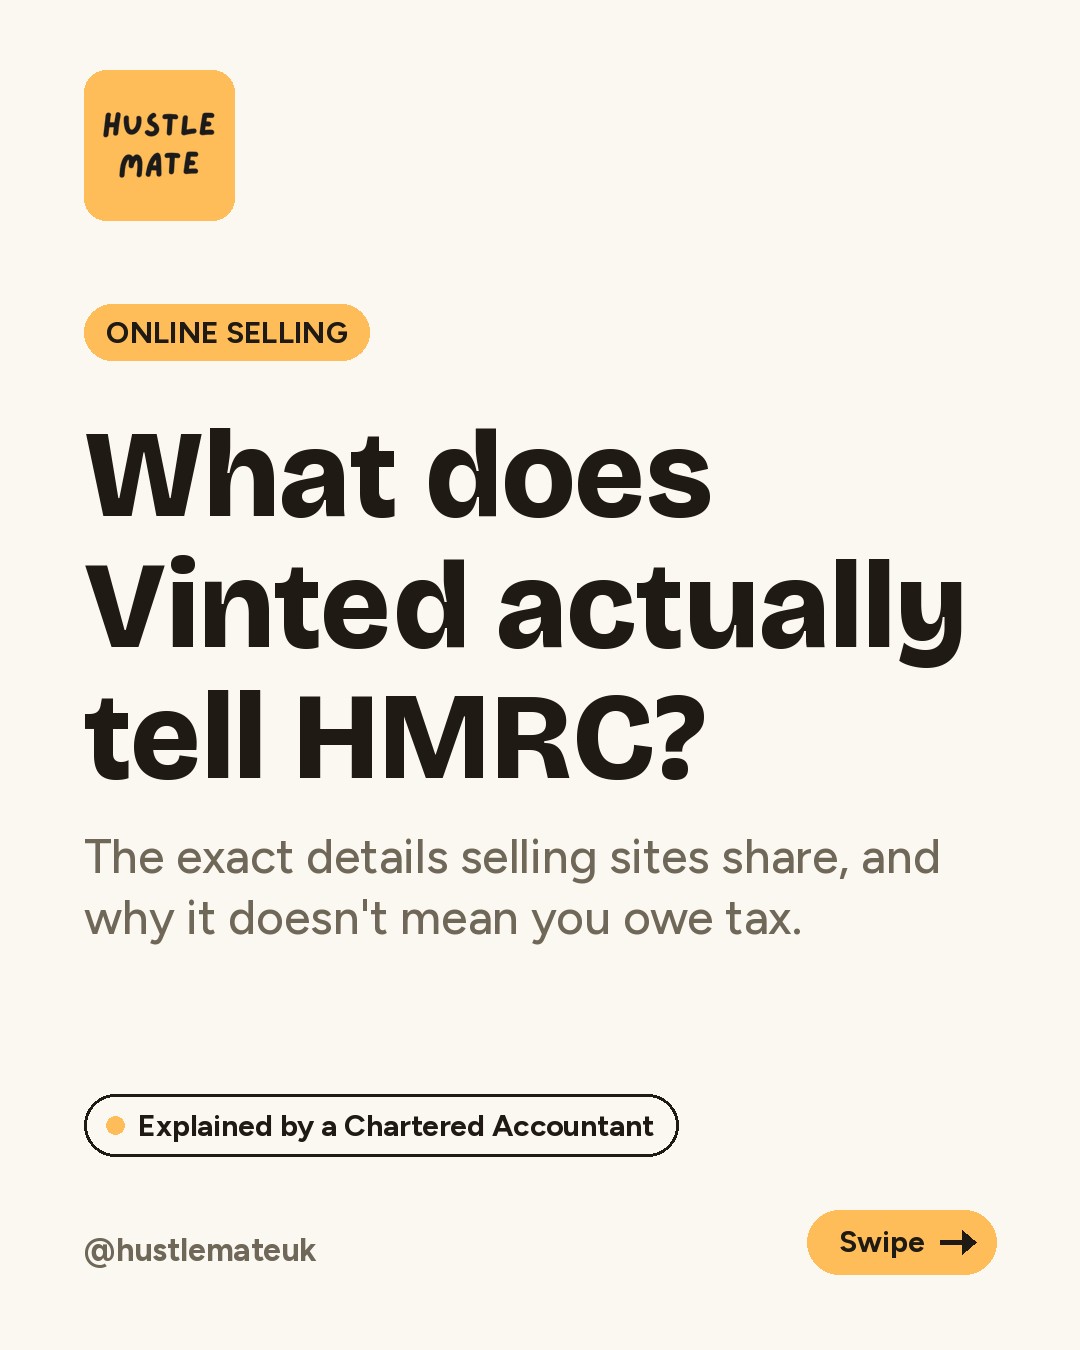 HUSTLE
MATE
ONLINE SELLING
What does
Vinted actually
tell HMRC?
The exact details selling sites share, and
why it doesn't mean you owe tax.
Explained by a Chartered Accountant
@hustlemateuk
Swipe →